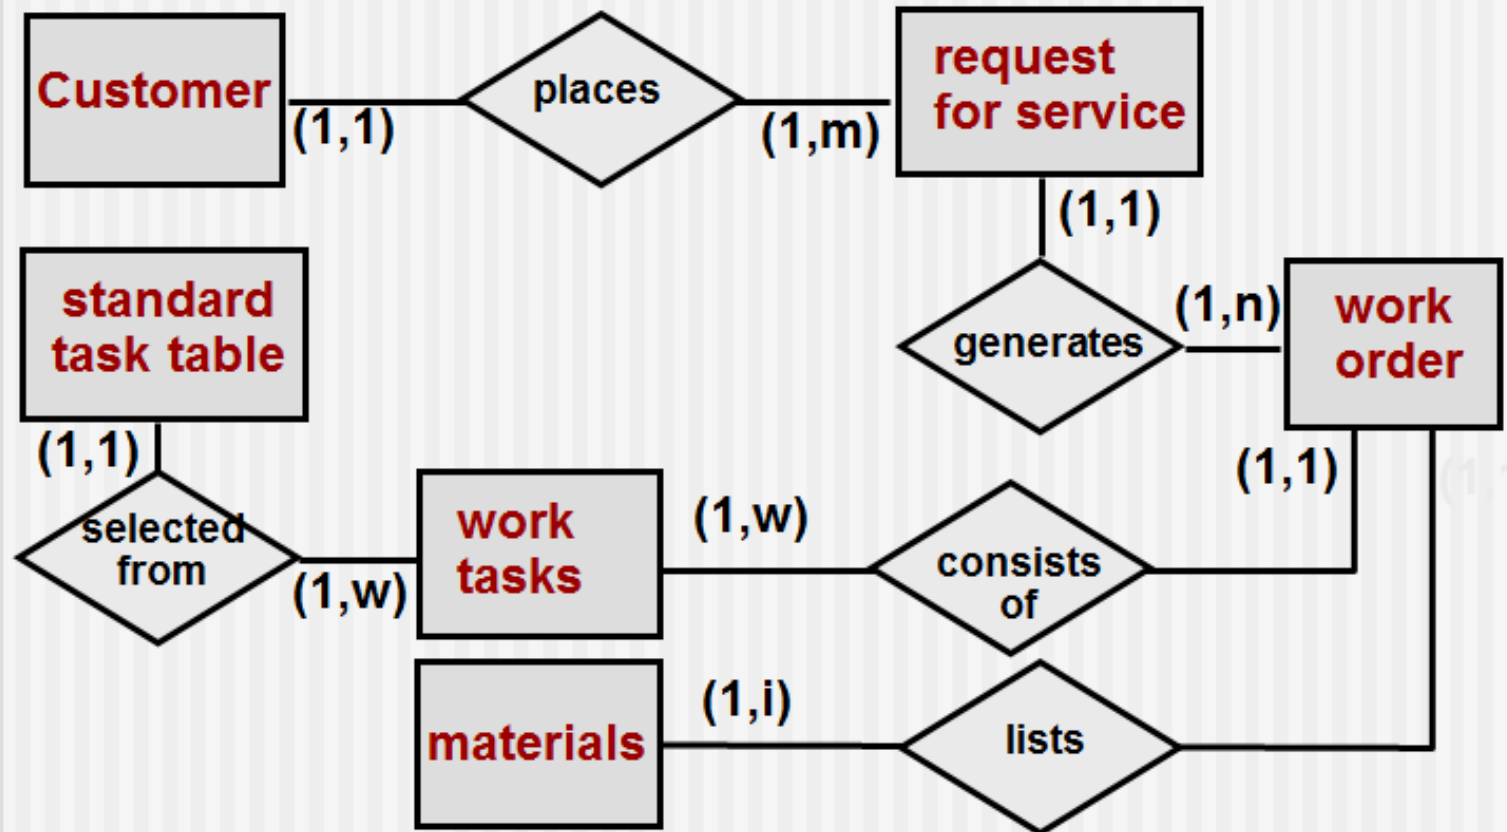 Customer
(1,1)
places
(1,m)
request
for service
(1,1)
standard
task table
(1,1)
generates
(1,n)
work
order
(1,1)
selected
from
(1,w)
work
tasks
(1,w)
consists
of
materials
(1,i)
lists